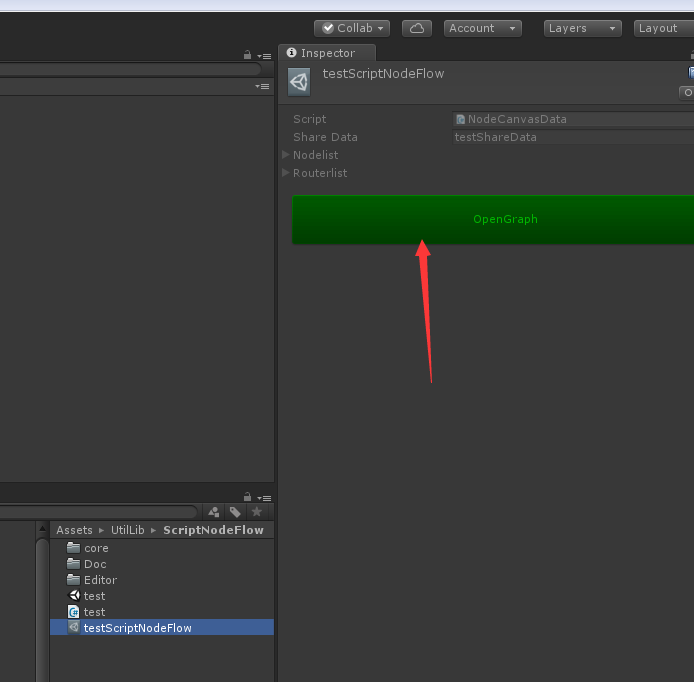 Collab
Account
Layers
Layout
Inspector
testScriptNodeFlow
Script
NodeCanvasData
Share Data
testShareData
Nodelist
Routerlist
OpenGraph
Assets ▸ UtilLib ▸ ScriptNodeFlow
core
Doc
Editor
test
test
testScriptNodeFlow